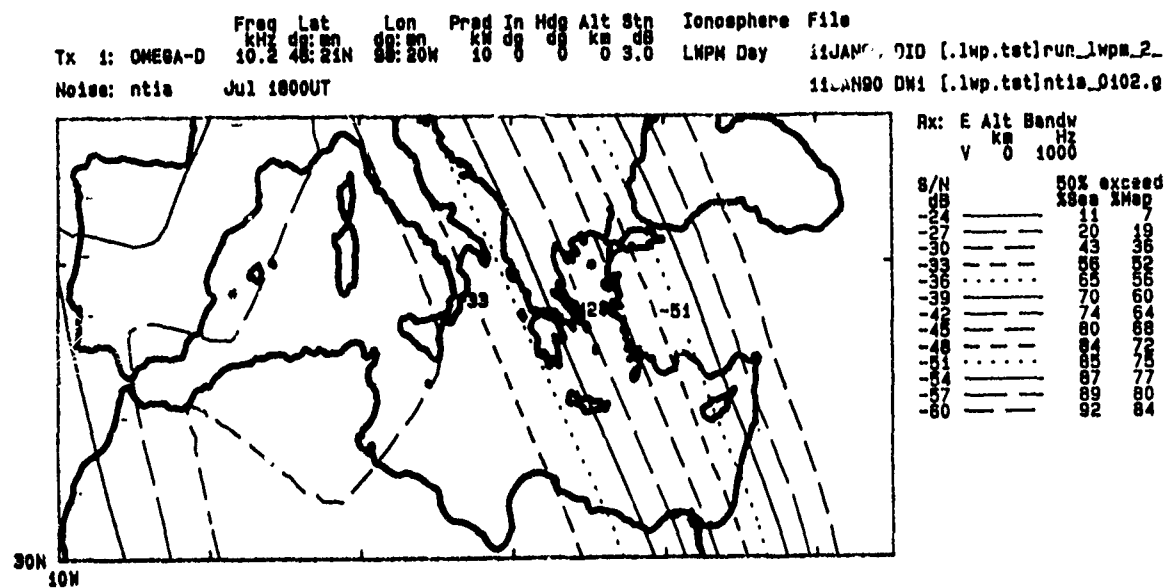 Freq Lat Lon Prad In Hdg Alt Stn Ionosphere File
kHz dg:mn dg:mn kW dg dg km dB
Tx 1: OMEGA-D 10.2 46:21N 98:20W 10 0 0 0 3.0 LWPM Day [.lwp.tst]run_lwpm_2_
Noise: ntia Jul 1800UT 90 DW1 [.lwp.tst]ntia_0102.g
Rx: E Alt Bandw
km Hz
V 0 1000
S/N 50% exceed
dB %Sea %Map
-24 11 7
-27 20 19
-30 43 36
-33 56 52
-36 65 56
-39 70 60
-42 74 64
-45 80 68
-48 84 72
-51 85 75
-54 87 77
-57 89 80
-60 92 84
-33
-51
30N
10W